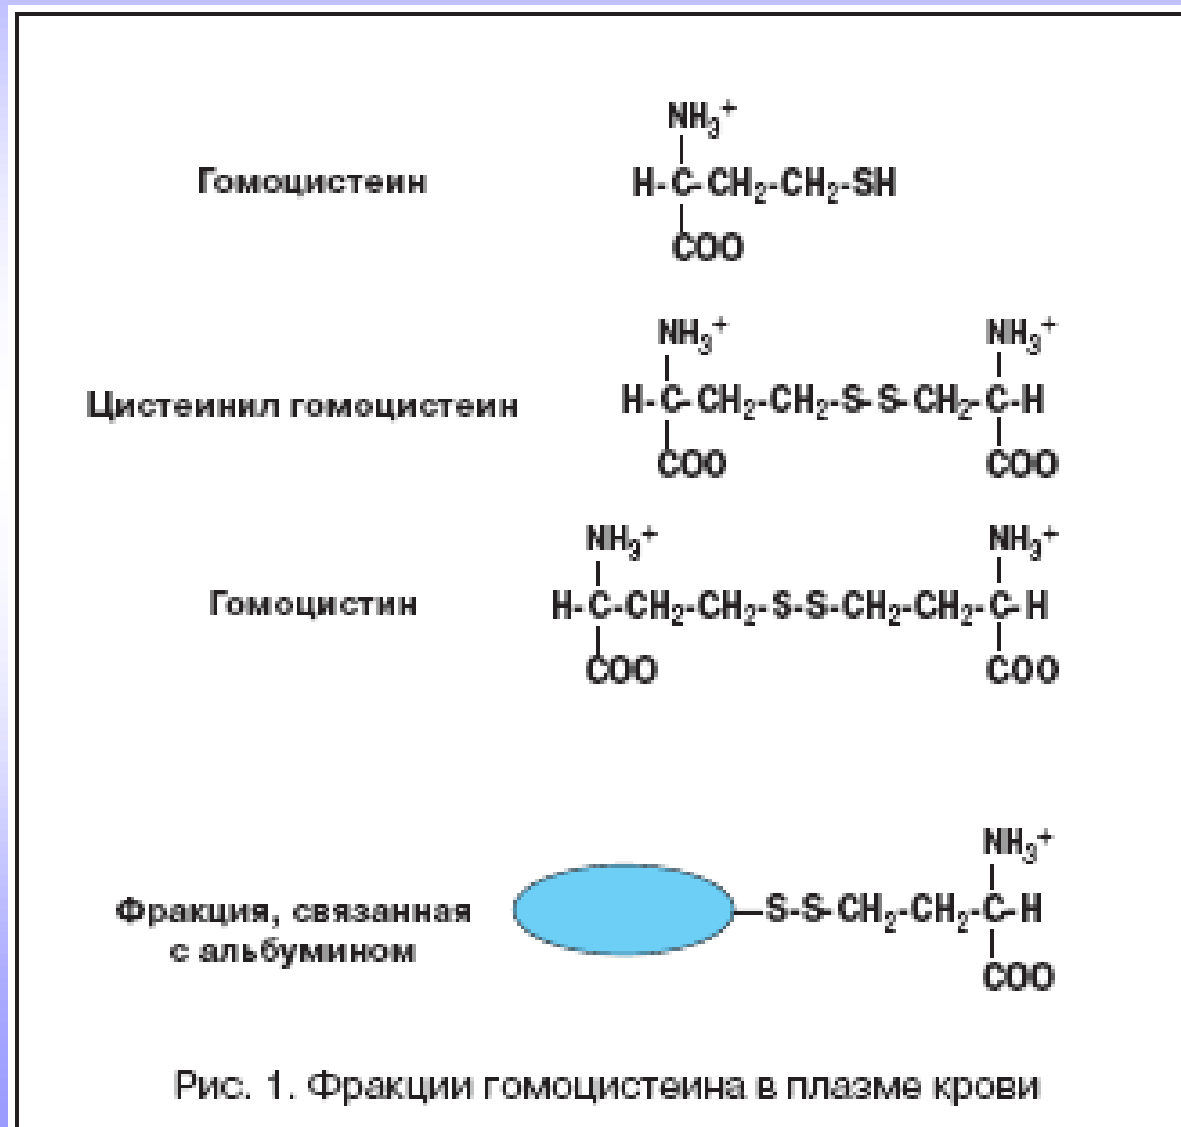 NH₃⁺
Гомоцистеин
H-C-CH₂-CH₂-SH
COO
NH₃⁺ NH₃⁺
Цистеинил гомоцистеин
H-C-CH₂-CH₂-S-S-CH₂-C-H
COO COO
NH₃⁺ NH₃⁺
Гомоцистин
H-C-CH₂-CH₂-S-S-CH₂-CH₂-C-H
COO COO
NH₃⁺
Фракция, связанная
с альбумином
—S-S-CH₂-CH₂-C-H
COO
Рис. 1. Фракции гомоцистеина в плазме крови